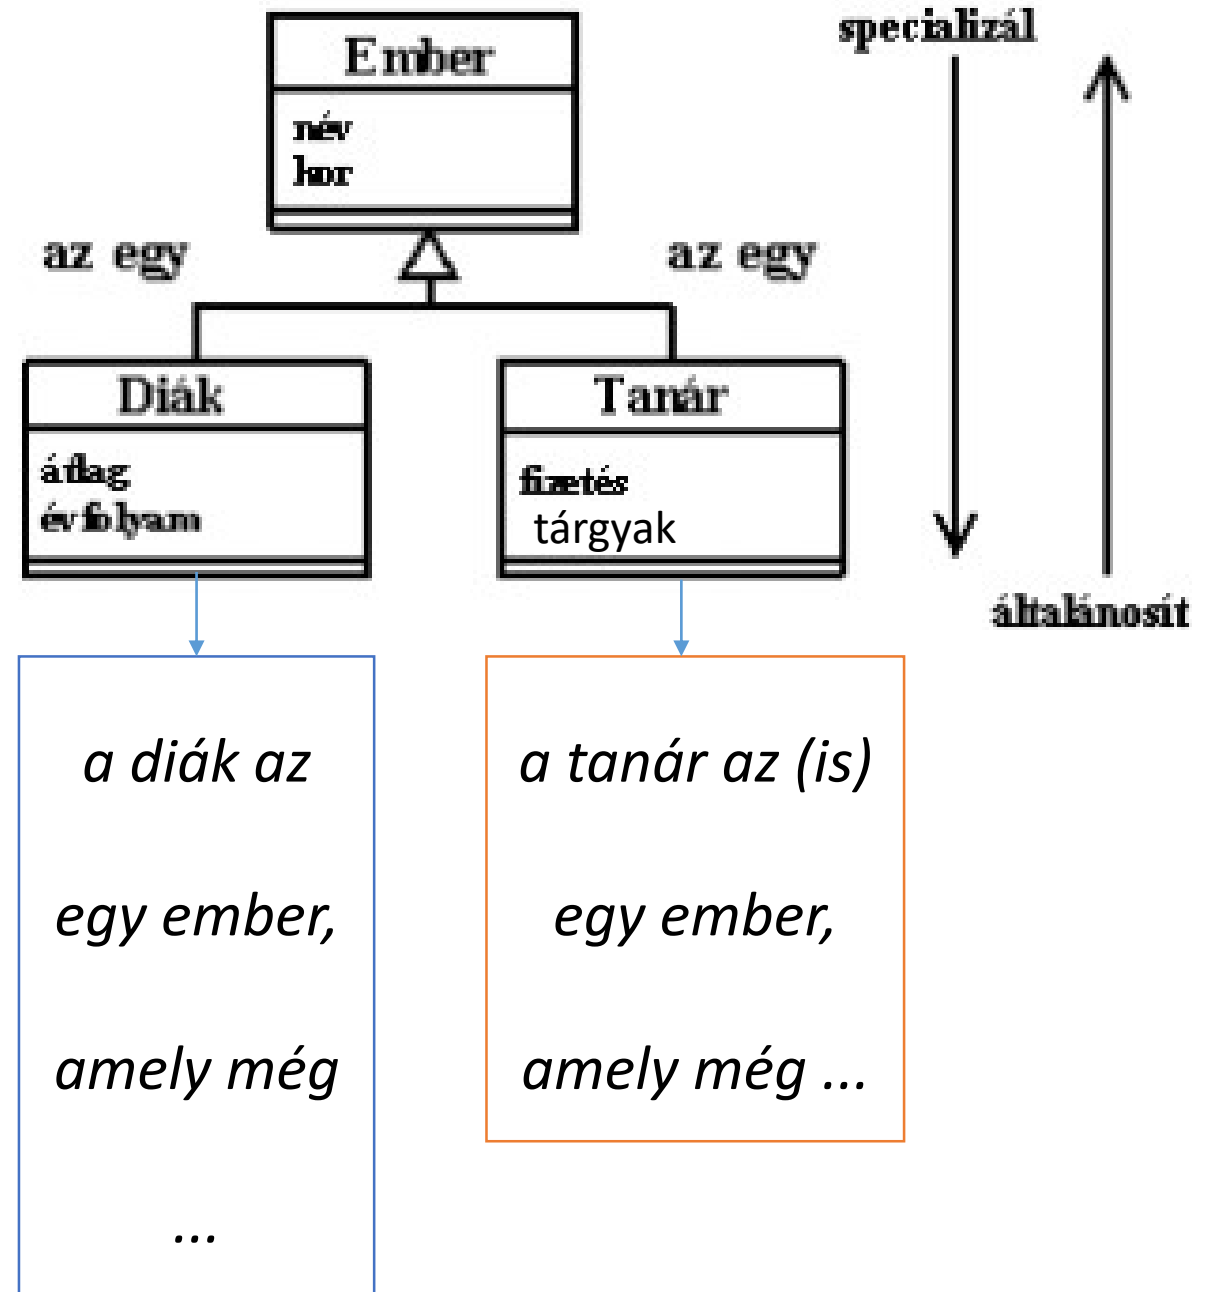 specializál
Ember
név
kor
az egy
az egy
Diák
átlag
évfolyam
Tanár
fizetés
tárgyak
általánosít
a diák az
egy ember,
amely még
...
a tanár az (is)
egy ember,
amely még ...